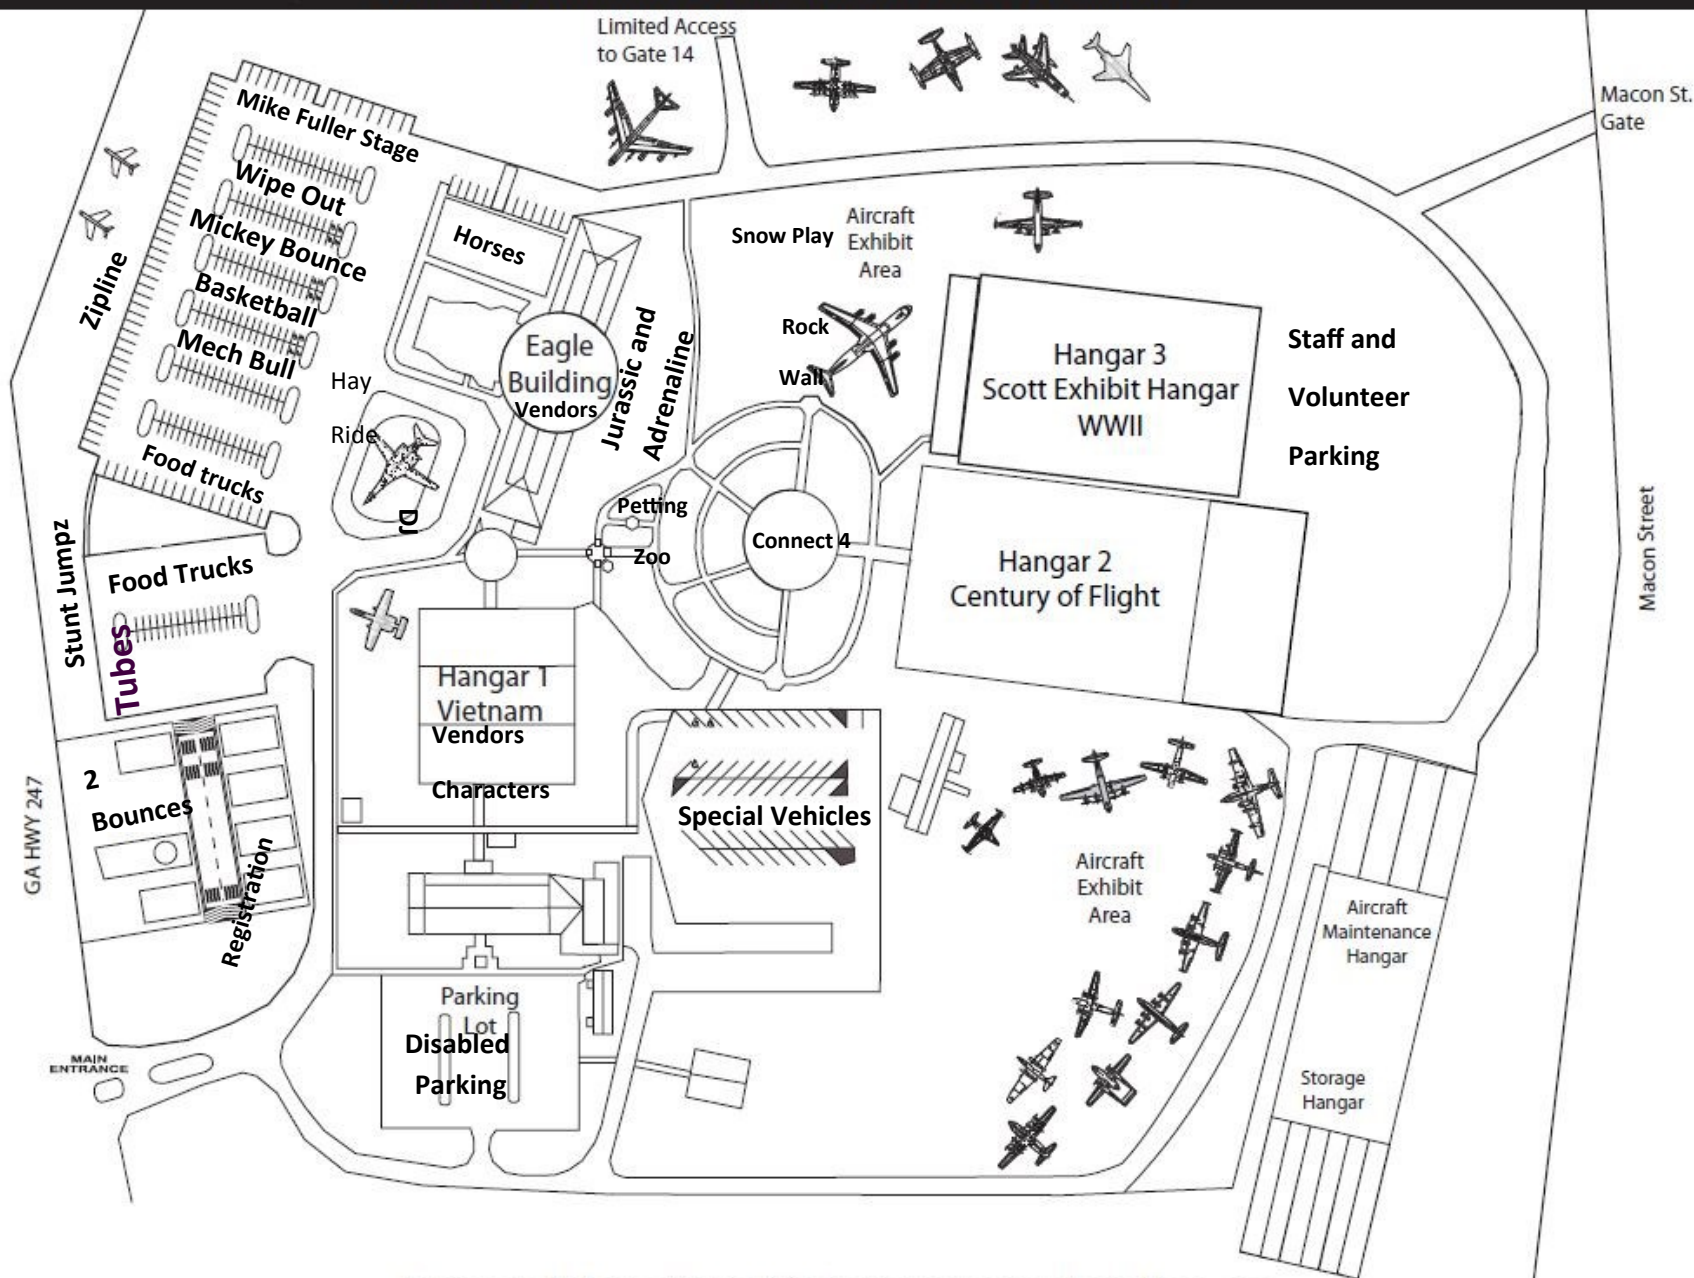 Limited Access
to Gate 14
Macon St.
Gate
Mike Fuller Stage
Wipe Out
Mickey Bounce
Basketball
Mech Bull
Food trucks
Zipline
Horses
Snow Play
Aircraft
Exhibit
Area
Eagle
Building
Vendors
Jurassic and
Adrenaline
Rock
Wall
Hangar 3
Scott Exhibit Hangar
WWII
Staff and
Volunteer
Parking
Hay
Ride
DJ
Petting
Zoo
Connect 4
Hangar 2
Century of Flight
Macon Street
Stunt Jumpz
Food Trucks
Tubes
Hangar 1
Vietnam
Vendors
Characters
Special Vehicles
2
Bounces
Registration
GA HWY 247
Aircraft
Exhibit
Area
Aircraft
Maintenance
Hangar
Parking
Lot
Disabled
Parking
MAIN
ENTRANCE
Storage
Hangar